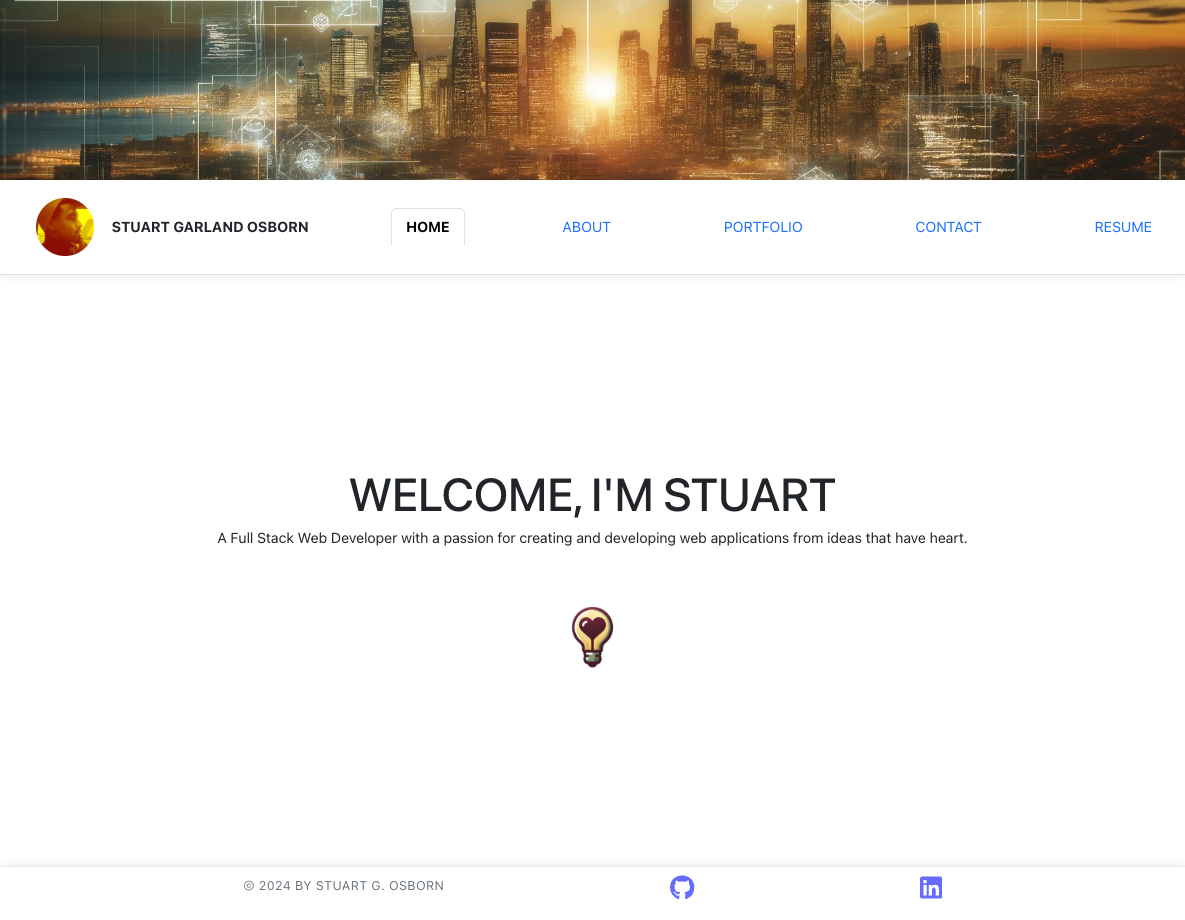 STUART GARLAND OSBORN
HOME
ABOUT
PORTFOLIO
CONTACT
RESUME
WELCOME, I'M STUART
A Full Stack Web Developer with a passion for creating and developing web applications from ideas that have heart.
© 2024 BY STUART G. OSBORN
in